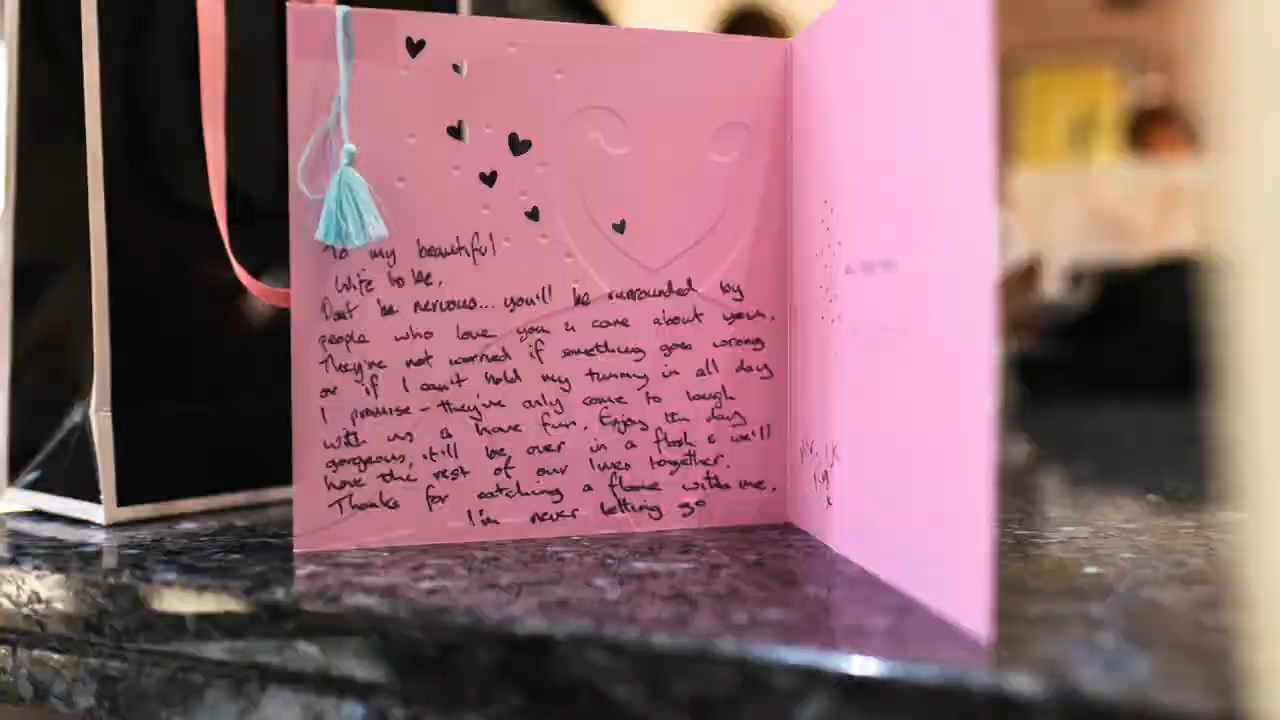 To my beautiful
Wife to be,
Don't be nervous... you'll be surrounded by
people who love you & care about you.
They're not worried if something goes wrong
or if I can't hold my tummy in all day
I promise - they've only come to laugh
with us & have fun. Enjoy the day
gorgeous, it'll be over in a flash & we'll
have the rest of our lives together.
Thanks for catching a flame with me.
I'm never letting go